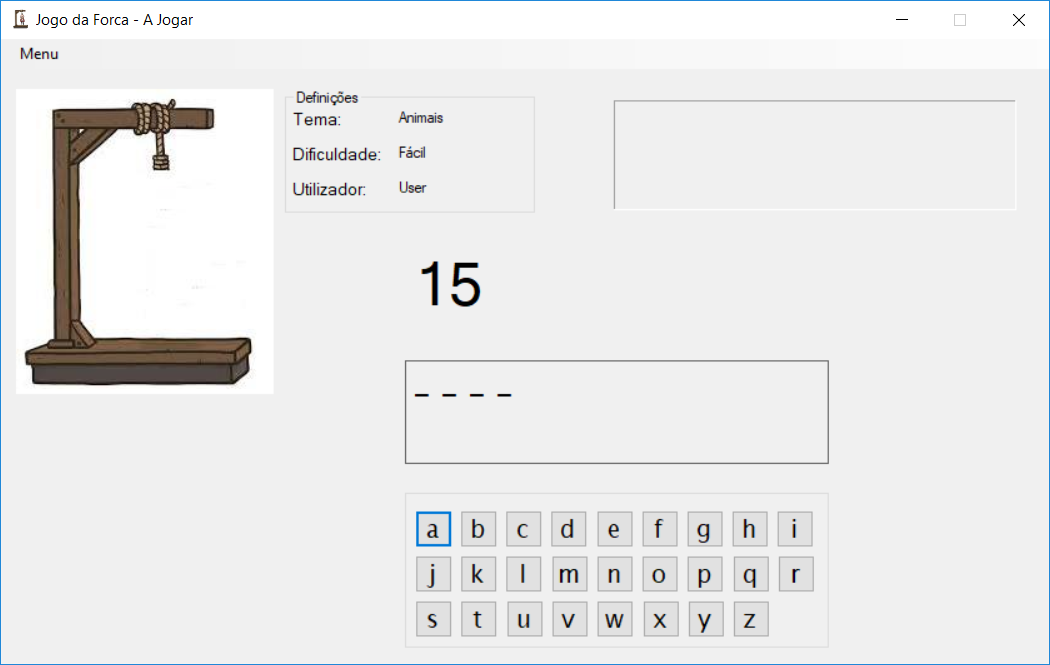 Jogo da Forca - A Jogar
Menu
Definições
Tema: Animais
Dificuldade: Fácil
Utilizador: User
15
_ _ _ _
a b c d e f g h i
j k l m n o p q r
s t u v w x y z